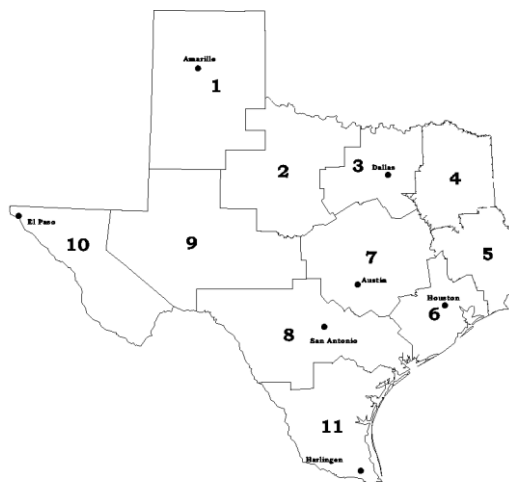 Amarillo
1
2
3
Dallas
4
El Paso
10
9
7
5
Austin
Houston
6
8
San Antonio
11
Harlingen